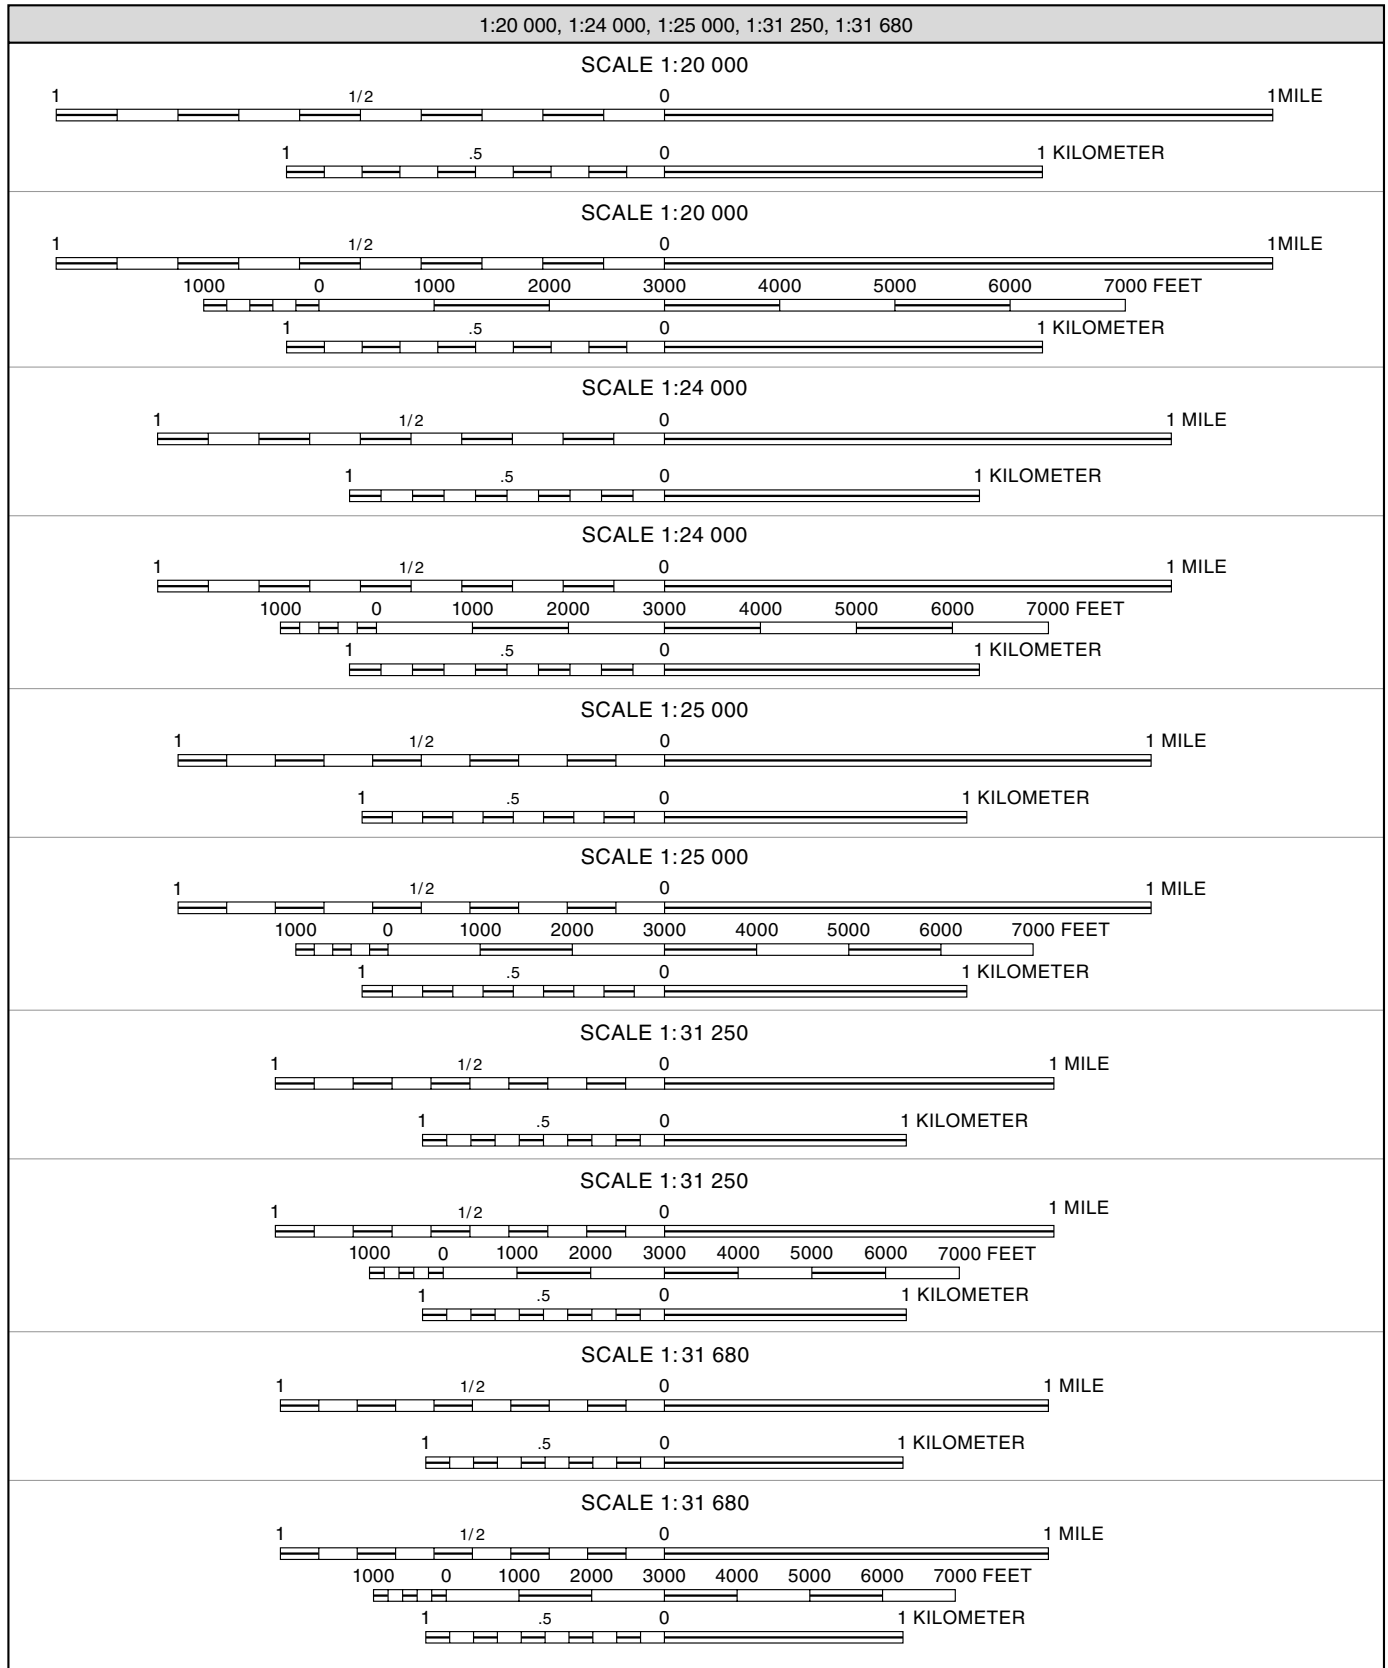 1:20 000, 1:24 000, 1:25 000, 1:31 250, 1:31 680
SCALE 1:20 000
1 1/2 0 1MILE
1 .5 0 1 KILOMETER
SCALE 1:20 000
1 1/2 0 1MILE
1000 0 1000 2000 3000 4000 5000 6000 7000 FEET
1 .5 0 1 KILOMETER
SCALE 1:24 000
1 1/2 0 1 MILE
1 .5 0 1 KILOMETER
SCALE 1:24 000
1 1/2 0 1 MILE
1000 0 1000 2000 3000 4000 5000 6000 7000 FEET
1 .5 0 1 KILOMETER
SCALE 1:25 000
1 1/2 0 1 MILE
1 .5 0 1 KILOMETER
SCALE 1:25 000
1 1/2 0 1 MILE
1000 0 1000 2000 3000 4000 5000 6000 7000 FEET
1 .5 0 1 KILOMETER
SCALE 1:31 250
1 1/2 0 1 MILE
1 .5 0 1 KILOMETER
SCALE 1:31 250
1 1/2 0 1 MILE
1000 0 1000 2000 3000 4000 5000 6000 7000 FEET
1 .5 0 1 KILOMETER
SCALE 1:31 680
1 1/2 0 1 MILE
1 .5 0 1 KILOMETER
SCALE 1:31 680
1 1/2 0 1 MILE
1000 0 1000 2000 3000 4000 5000 6000 7000 FEET
1 .5 0 1 KILOMETER